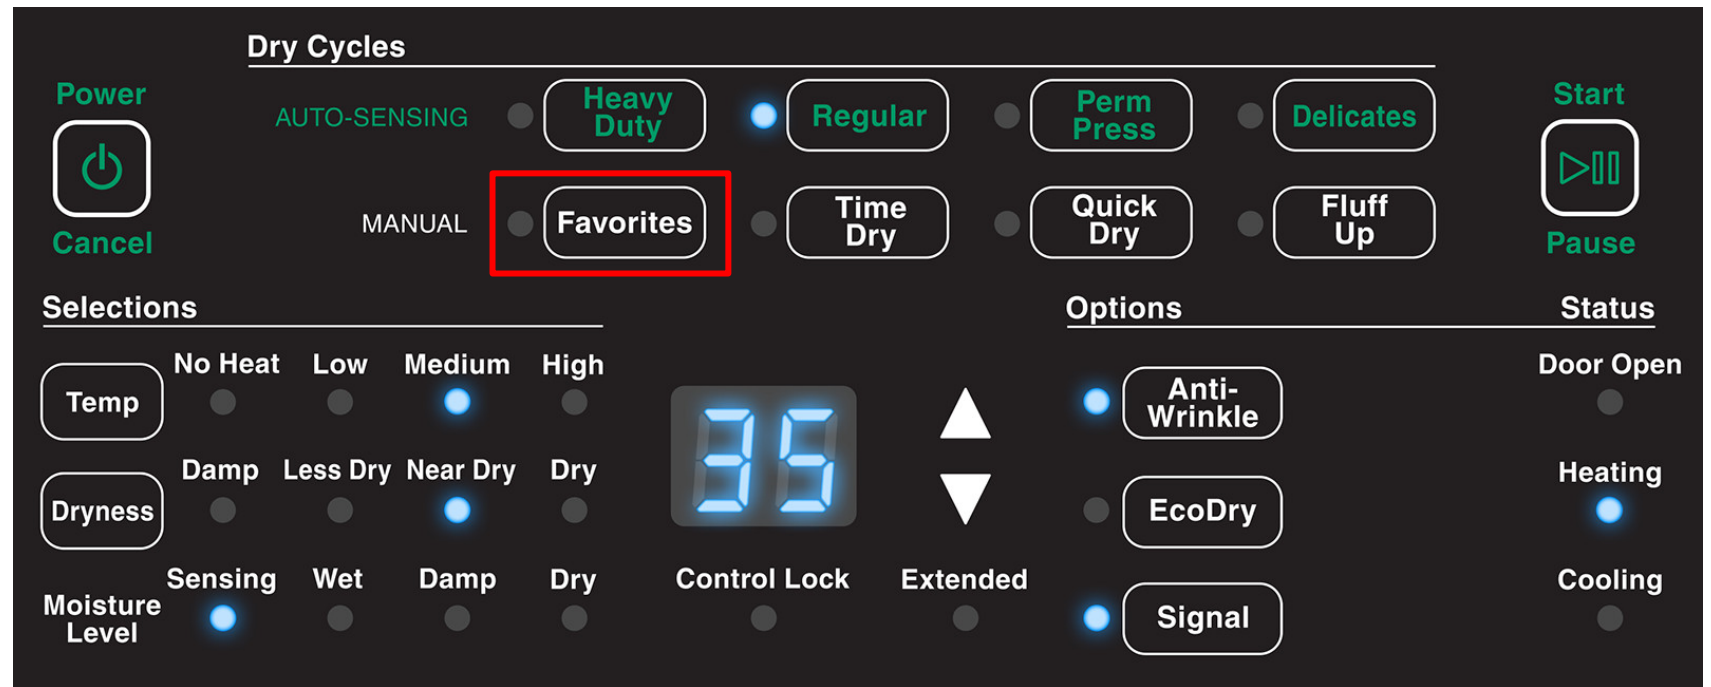 Dry Cycles
Power
Cancel
AUTO-SENSING
Heavy
Duty
Regular
Perm
Press
Delicates
MANUAL
Favorites
Time
Dry
Quick
Dry
Fluff
Up
Start
Pause
Selections
Temp
No Heat Low Medium High
Dryness
Damp Less Dry Near Dry Dry
Moisture
Level
Sensing Wet Damp Dry
35
Control Lock Extended
Options
Anti-
Wrinkle
EcoDry
Signal
Status
Door Open
Heating
Cooling